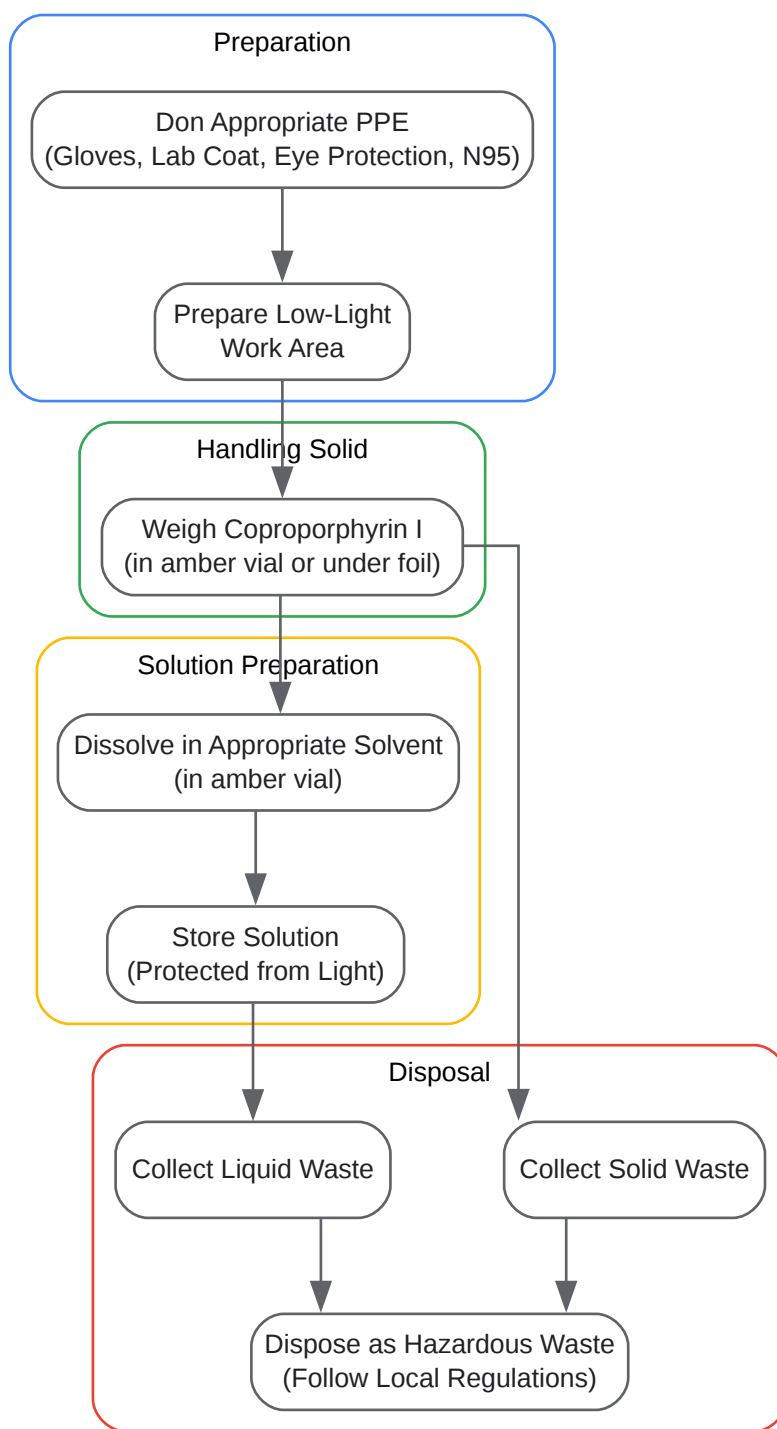 Preparation
Don Appropriate PPE
(Gloves, Lab Coat, Eye Protection, N95)
Prepare Low-Light
Work Area
Handling Solid
Weigh Coproporphyrin I
(in amber vial or under foil)
Solution Preparation
Dissolve in Appropriate Solvent
(in amber vial)
Store Solution
(Protected from Light)
Disposal
Collect Liquid Waste
Collect Solid Waste
Dispose as Hazardous Waste
(Follow Local Regulations)